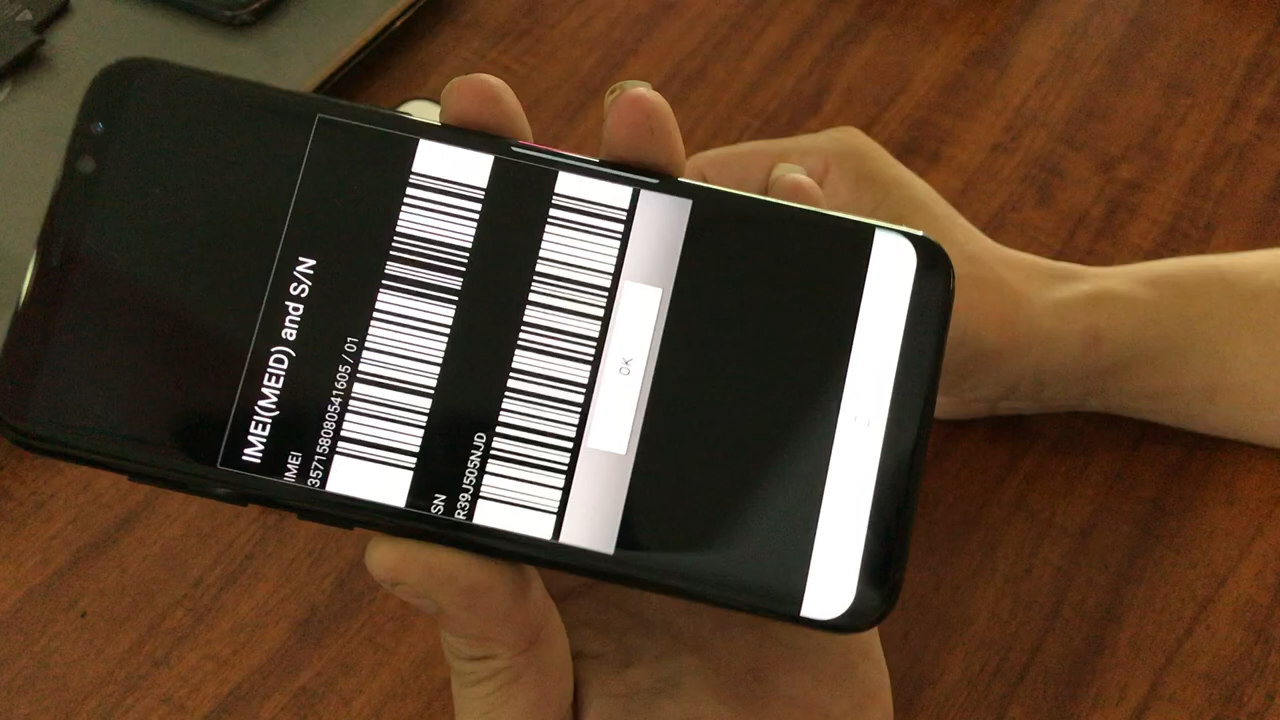 IMEI(MEID) and S/N
IMEI
357158080541605 / 01
SN
R39J505NJD
OK